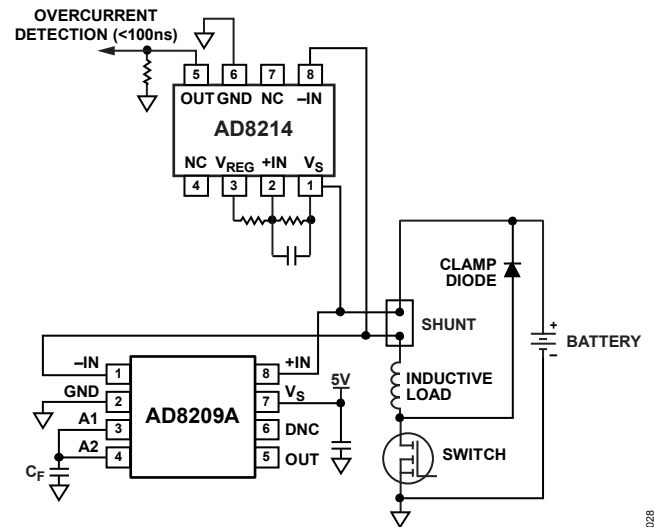 OVERCURRENT
DETECTION (<100ns)
5 6 7 8
OUT GND NC –IN
AD8214
NC VREG +IN VS
4 3 2 1
CLAMP
DIODE
SHUNT
+
BATTERY
–
INDUCTIVE
LOAD
SWITCH
–IN 1
GND 2
A1 3
A2 4
CF
AD8209A
8 +IN
7 VS
6 DNC
5 OUT
5V
028